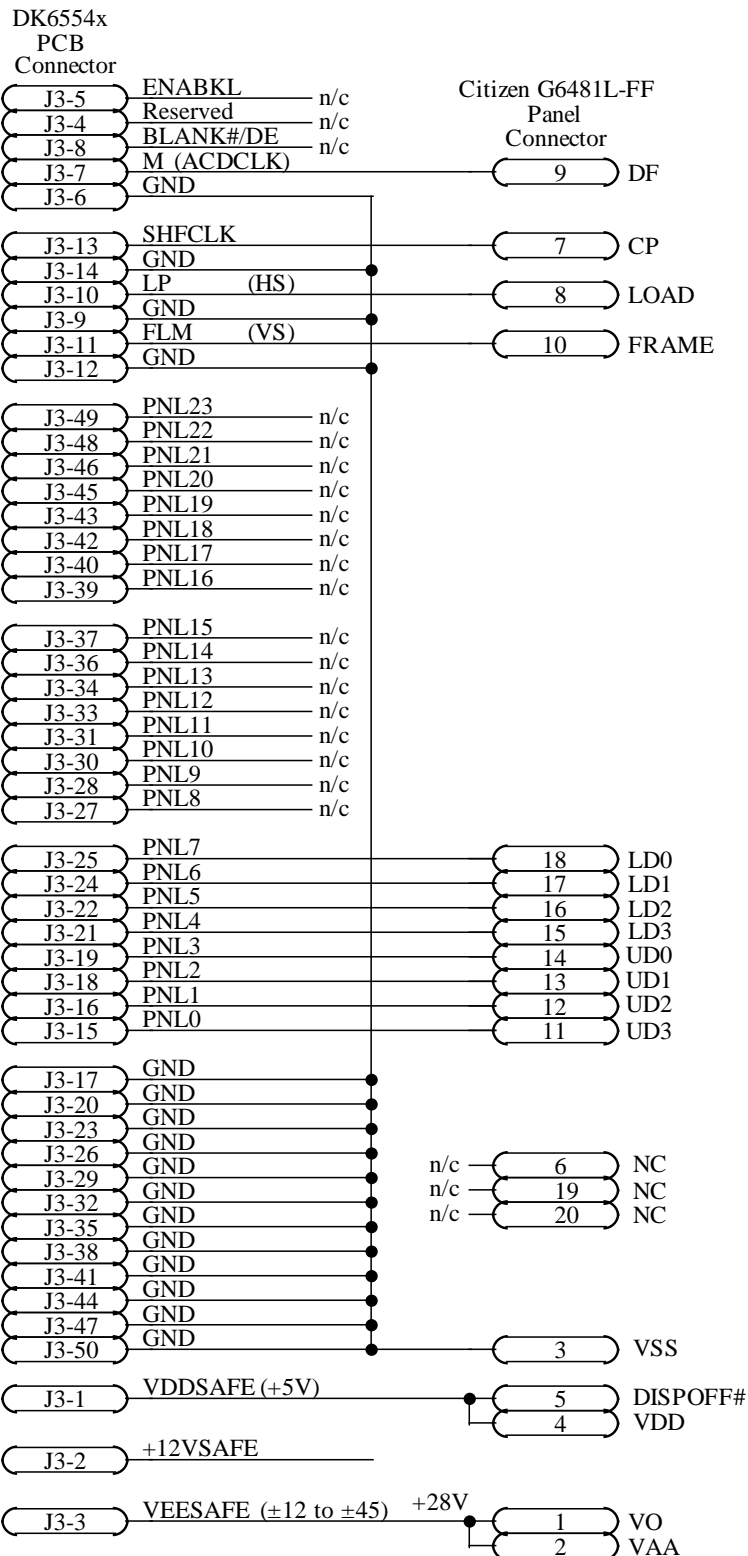 DK6554x
PCB
Connector
Citizen G6481L-FF
Panel
Connector
J3-5 ENABKL n/c
J3-4 Reserved n/c
J3-8 BLANK#/DE n/c
J3-7 M (ACDCLK) 9 DF
J3-6 GND
J3-13 SHFCLK 7 CP
J3-14 GND
J3-10 LP (HS) 8 LOAD
J3-9 GND
J3-11 FLM (VS) 10 FRAME
J3-12 GND
J3-49 PNL23 n/c
J3-48 PNL22 n/c
J3-46 PNL21 n/c
J3-45 PNL20 n/c
J3-43 PNL19 n/c
J3-42 PNL18 n/c
J3-40 PNL17 n/c
J3-39 PNL16 n/c
J3-37 PNL15 n/c
J3-36 PNL14 n/c
J3-34 PNL13 n/c
J3-33 PNL12 n/c
J3-31 PNL11 n/c
J3-30 PNL10 n/c
J3-28 PNL9 n/c
J3-27 PNL8 n/c
J3-25 PNL7 18 LD0
J3-24 PNL6 17 LD1
J3-22 PNL5 16 LD2
J3-21 PNL4 15 LD3
J3-19 PNL3 14 UD0
J3-18 PNL2 13 UD1
J3-16 PNL1 12 UD2
J3-15 PNL0 11 UD3
J3-17 GND
J3-20 GND
J3-23 GND
J3-26 GND n/c 6 NC
J3-29 GND n/c 19 NC
J3-32 GND n/c 20 NC
J3-35 GND
J3-38 GND
J3-41 GND
J3-44 GND
J3-47 GND
J3-50 GND 3 VSS
J3-1 VDDSAFE (+5V) 5 DISPOFF#
4 VDD
J3-2 +12VSAFE
J3-3 VEESAFE (±12 to ±45) +28V 1 VO
2 VAA